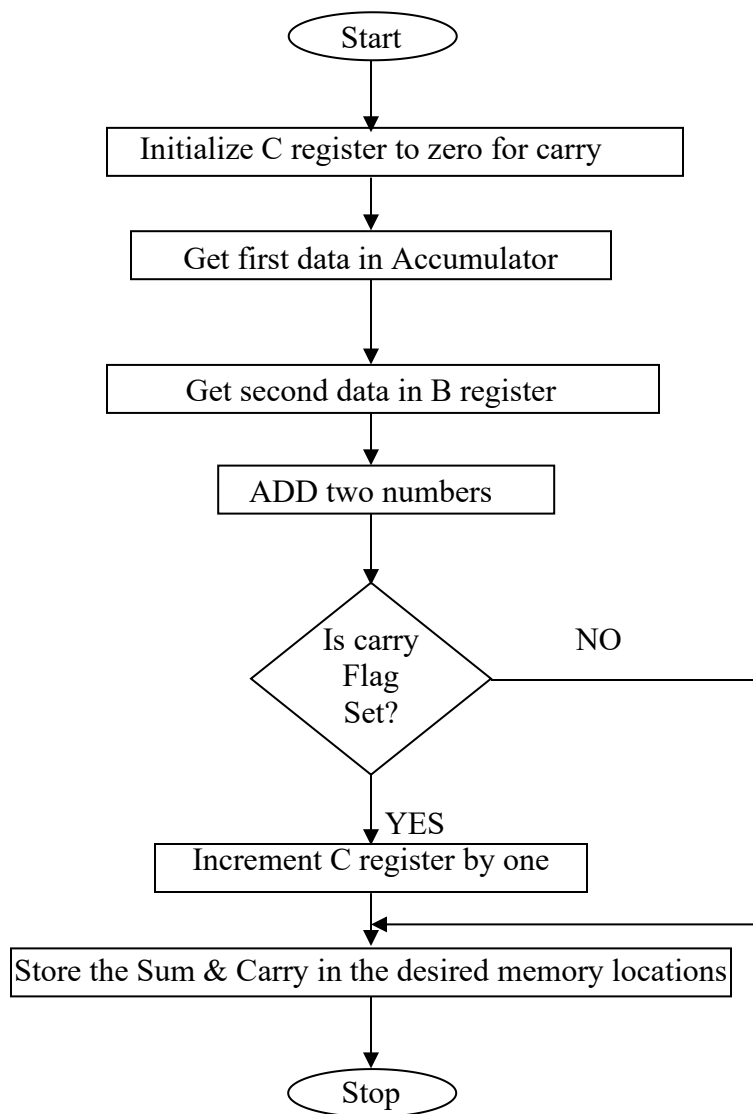 Start
Initialize C register to zero for carry
Get first data in Accumulator
Get second data in B register
ADD two numbers
Is carry
Flag
Set?
NO
YES
Increment C register by one
Store the Sum & Carry in the desired memory locations
Stop